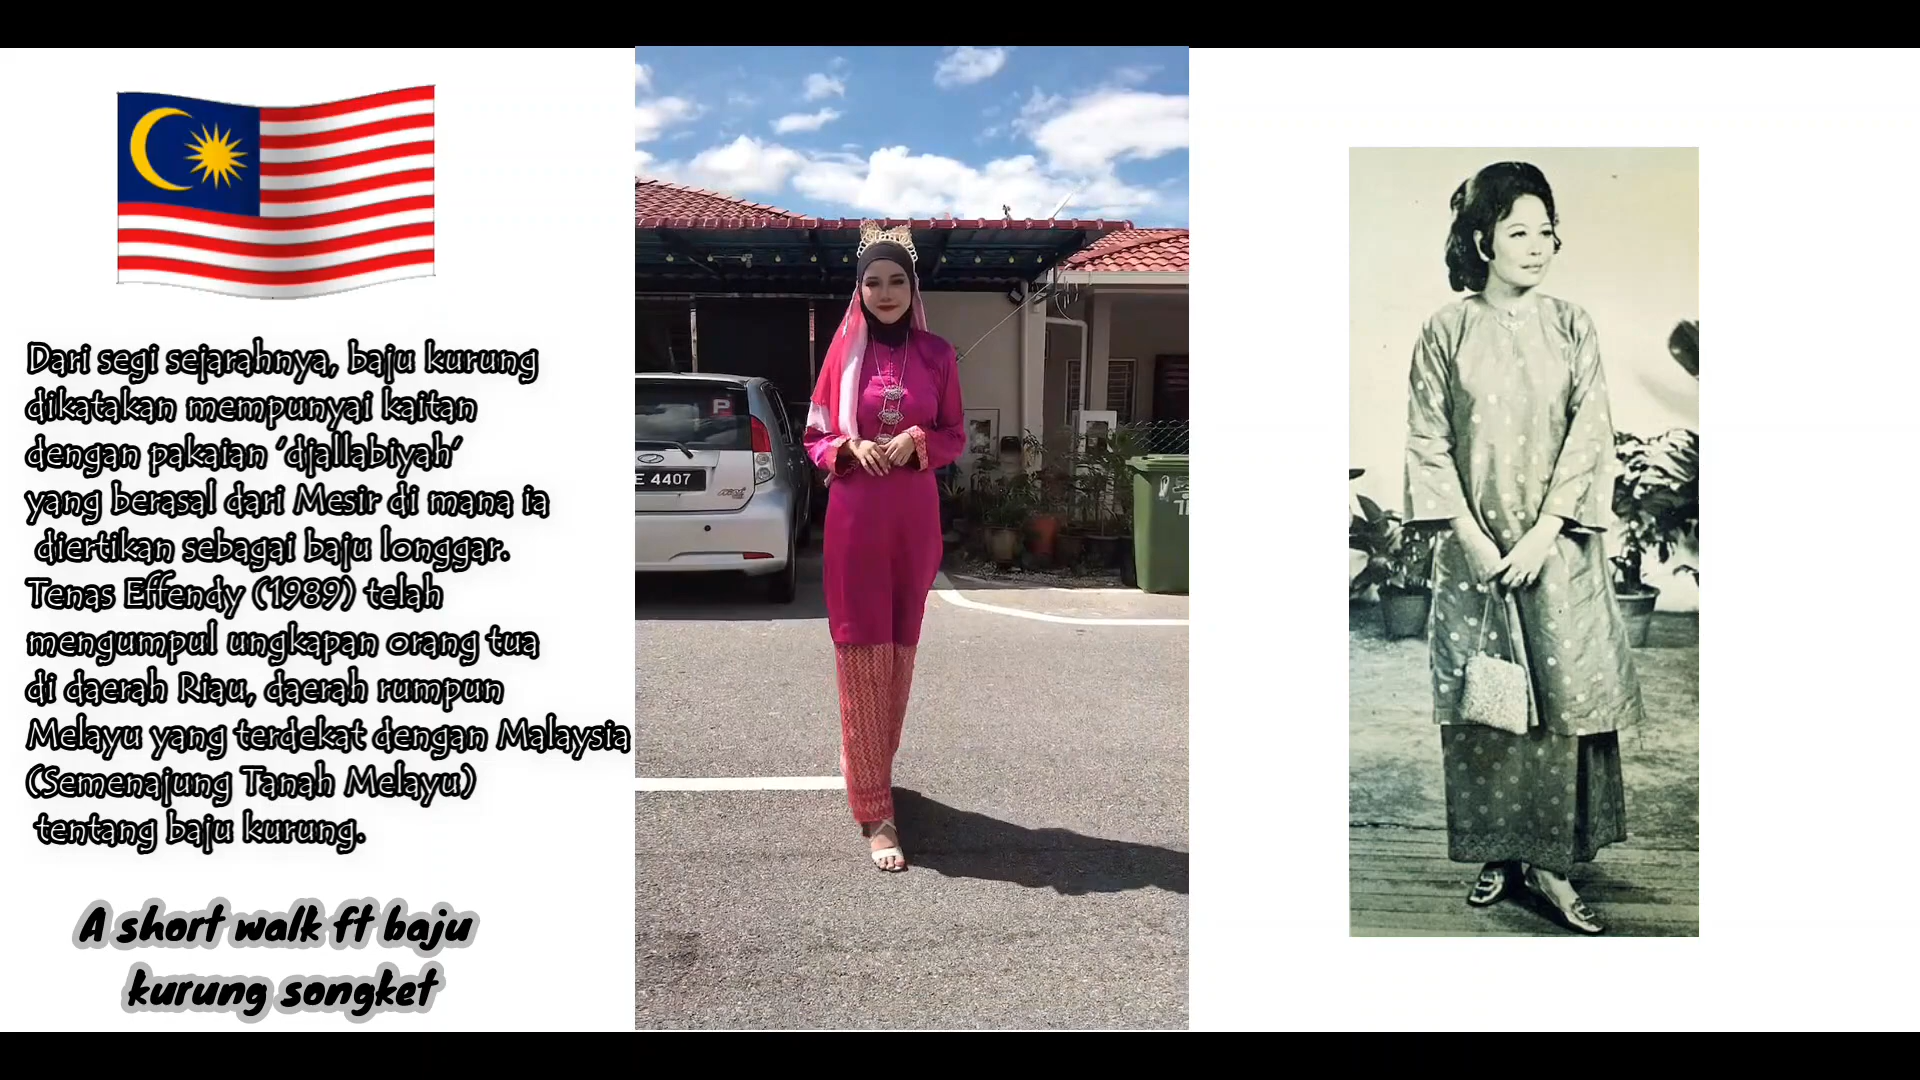 Dari segi sejarahnya, baju kurung
dikatakan mempunyai kaitan
dengan pakaian 'djallabiyah'
yang berasal dari Mesir di mana ia
diertikan sebagai baju longgar.
Tenas Effendy (1989) telah
mengumpul ungkapan orang tua
di daerah Riau, daerah rumpun
Melayu yang terdekat dengan Malaysia
(Semenajung Tanah Melayu)
tentang baju kurung.
A short walk ft baju
kurung songket
P
E 4407